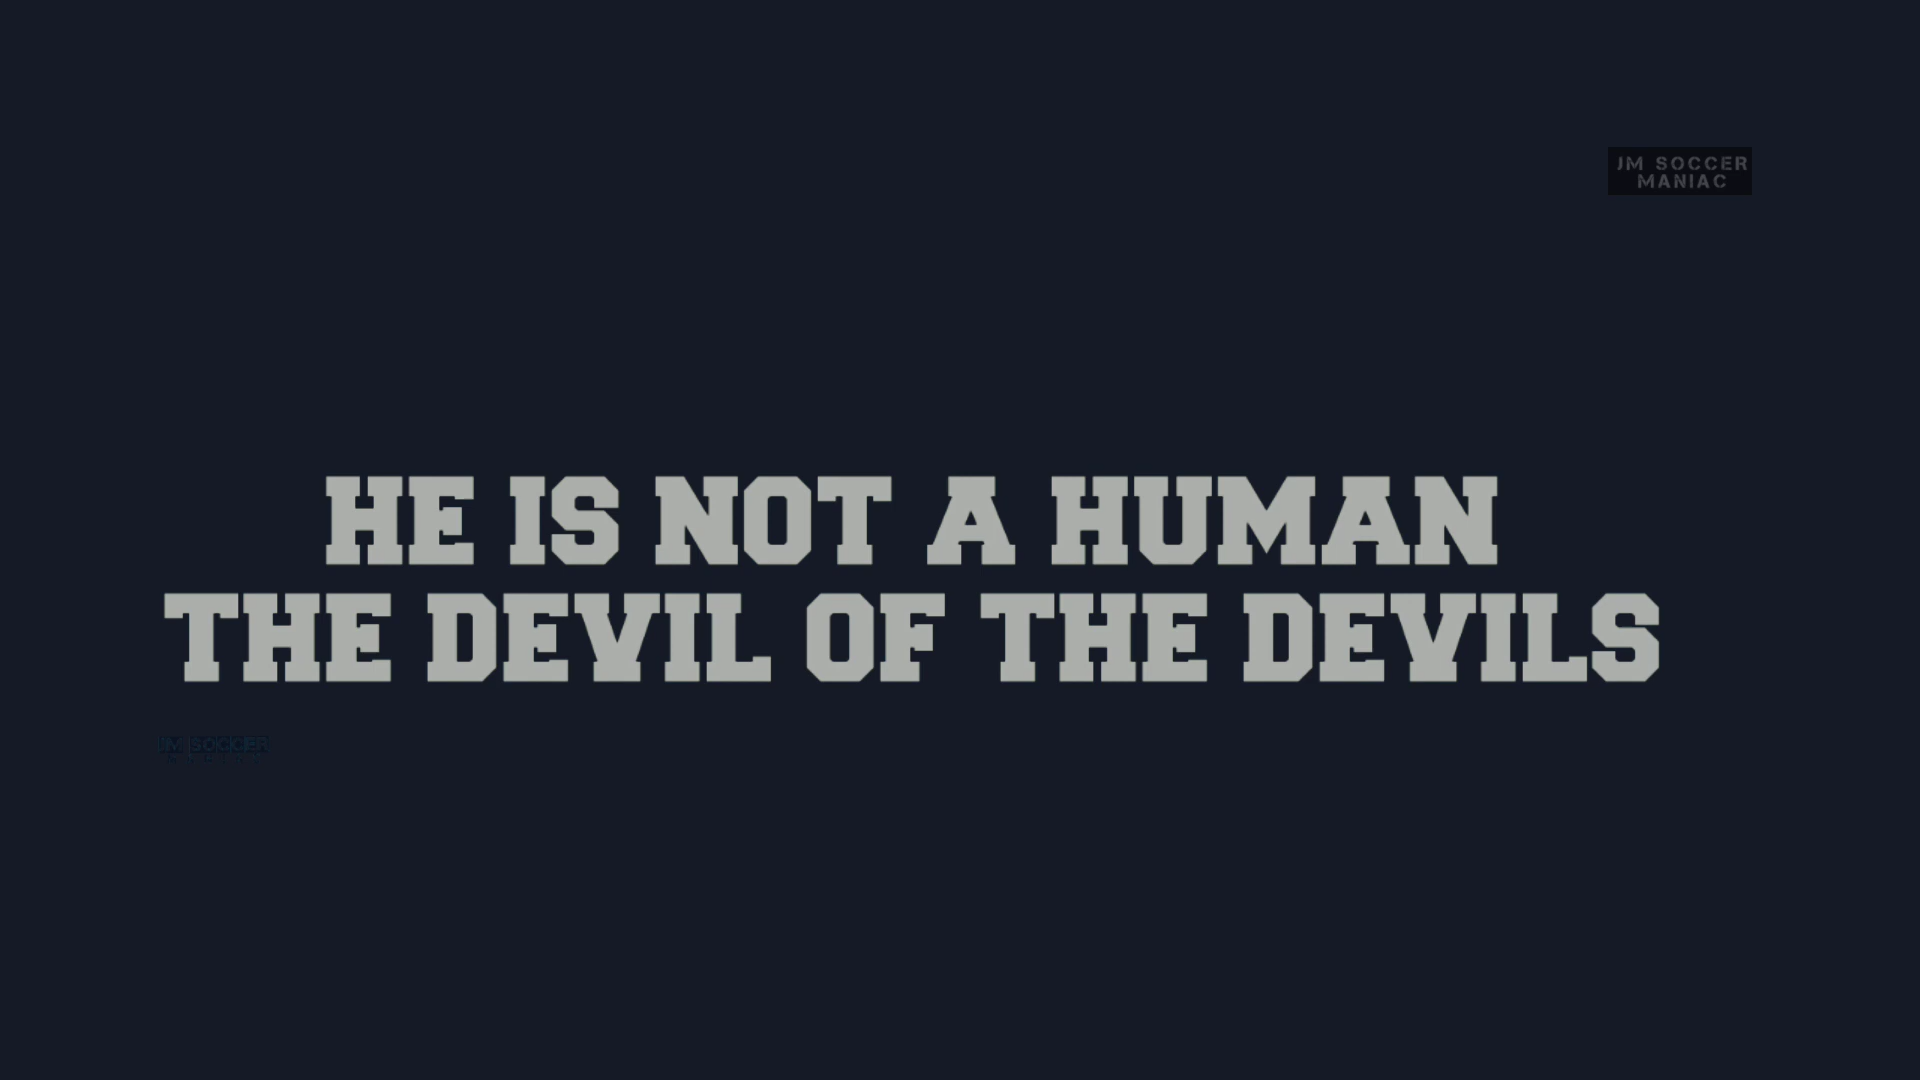 JM SOCCER
MANIAC
HE IS NOT A HUMAN
THE DEVIL OF THE DEVILS
JM SOCCER